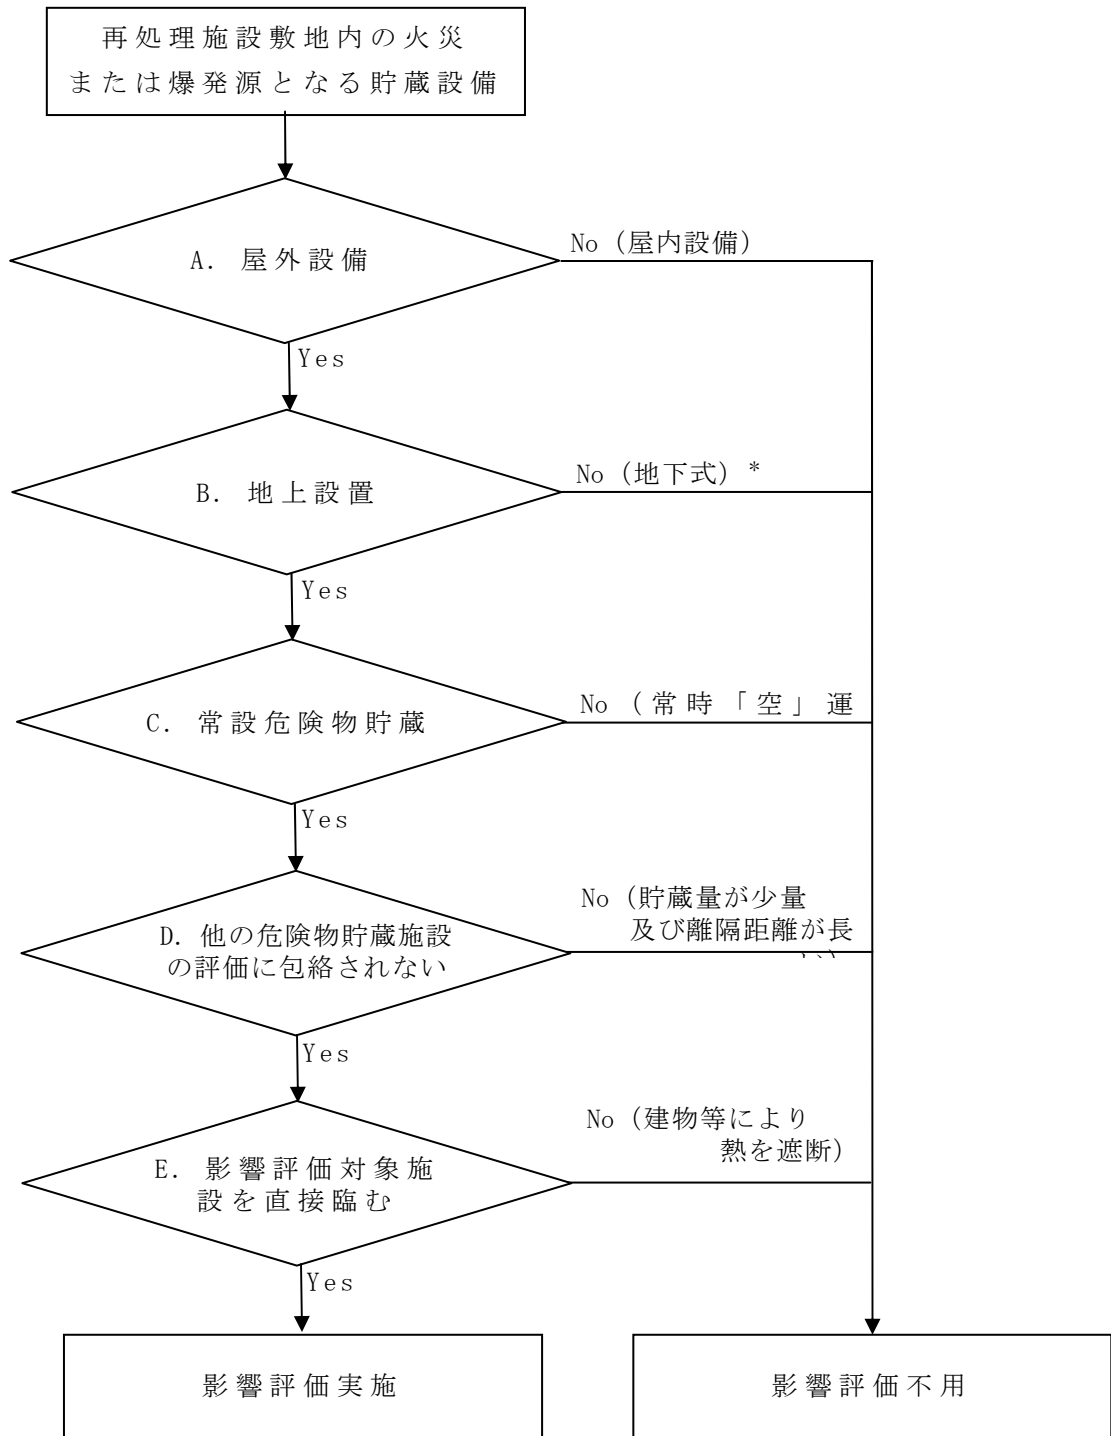 再処理施設敷地内の火災
または爆発源となる貯蔵設備
A. 屋外設備
No (屋内設備)
Yes
B. 地上設置
No (地下式) *
Yes
C. 常設危険物貯蔵
No (常時「空」運
Yes
D. 他の危険物貯蔵施設
の評価に包絡されない
No (貯蔵量が少量
及び離隔距離が長
Yes
E. 影響評価対象施
設を直接臨む
No (建物等により
熱を遮断)
Yes
影響評価実施
影響評価不用